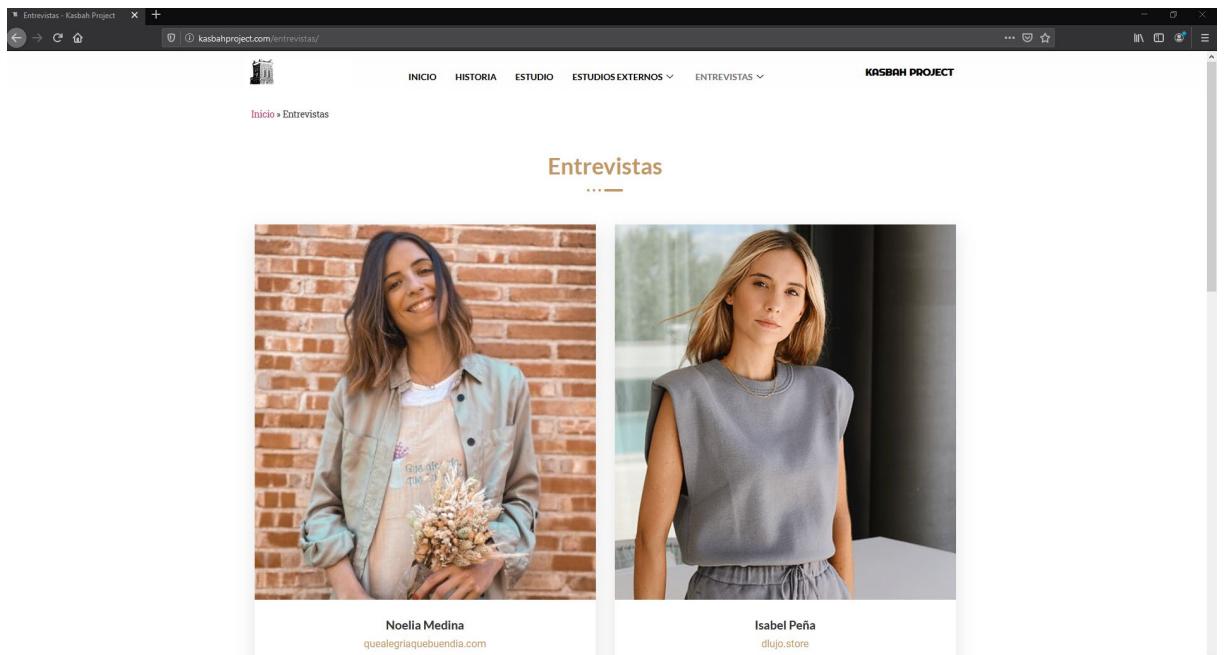 Entrevistas - Kasbah Project
kasbahproject.com/entrevistas/
INICIO HISTORIA ESTUDIO ESTUDIOS EXTERNOS ENTREVISTAS KASBAH PROJECT
Inicio » Entrevistas
Entrevistas
Noelia Medina
quealegriaquebuendia.com
Isabel Peña
dlujo.store